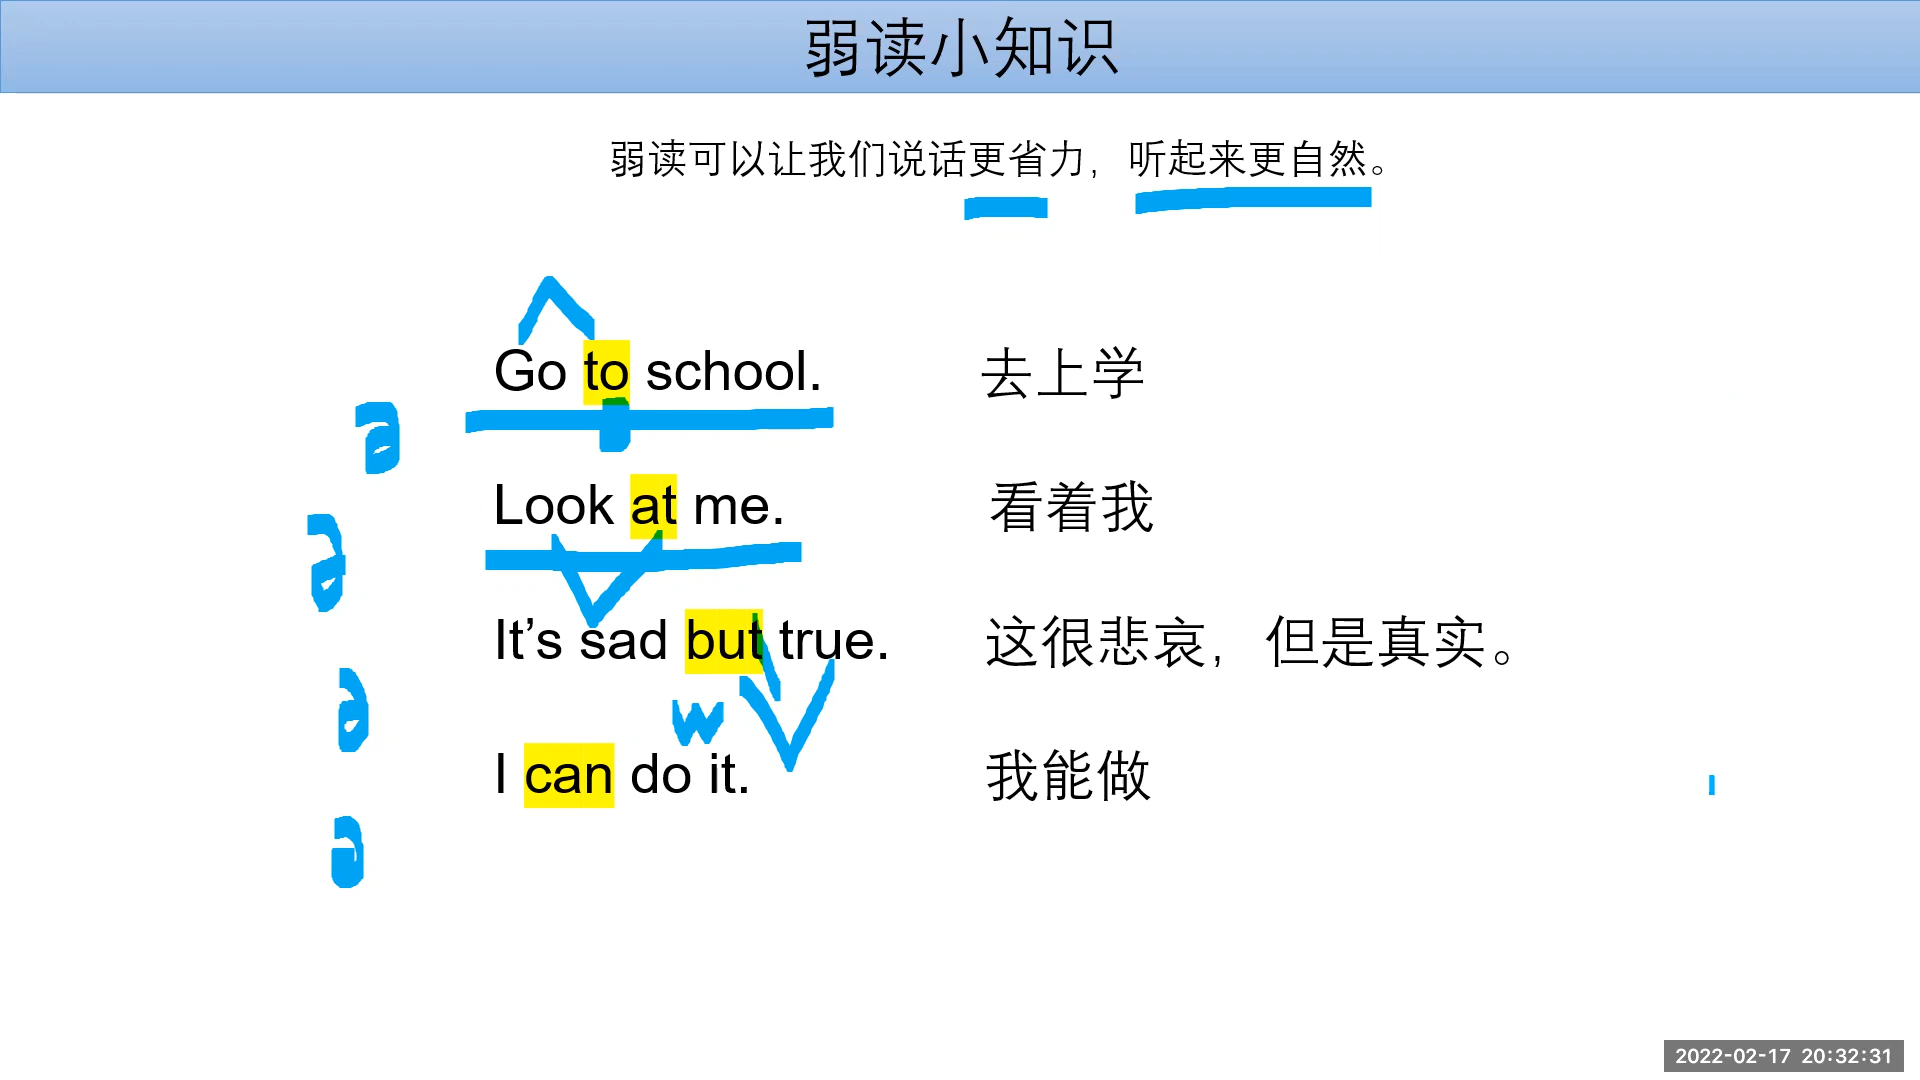 弱读小知识
弱读可以让我们说话更省力，听起来更自然。
Go to school. 去上学
ə
Look at me. 看着我
ə
It’s sad but true. 这很悲哀，但是真实。
ə
w
I can do it. 我能做
ə
2022-02-17 20:32:31